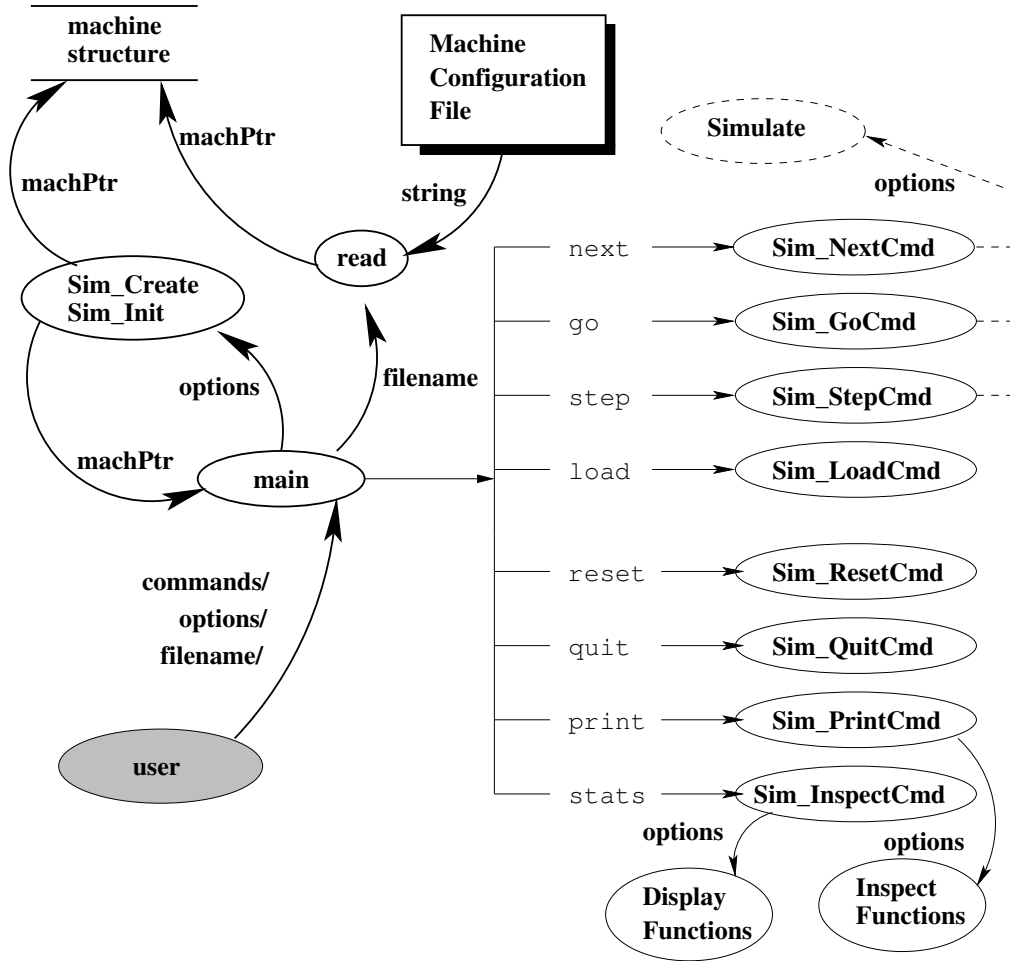 machine
structure
Machine
Configuration
File
Simulate
machPtr
options
machPtr
string
read
next
Sim_NextCmd
Sim_Create
Sim_Init
go
Sim_GoCmd
options
filename
step
Sim_StepCmd
machPtr
main
load
Sim_LoadCmd
commands/
options/
filename/
reset
Sim_ResetCmd
quit
Sim_QuitCmd
print
Sim_PrintCmd
user
stats
Sim_InspectCmd
options
options
Display
Functions
Inspect
Functions